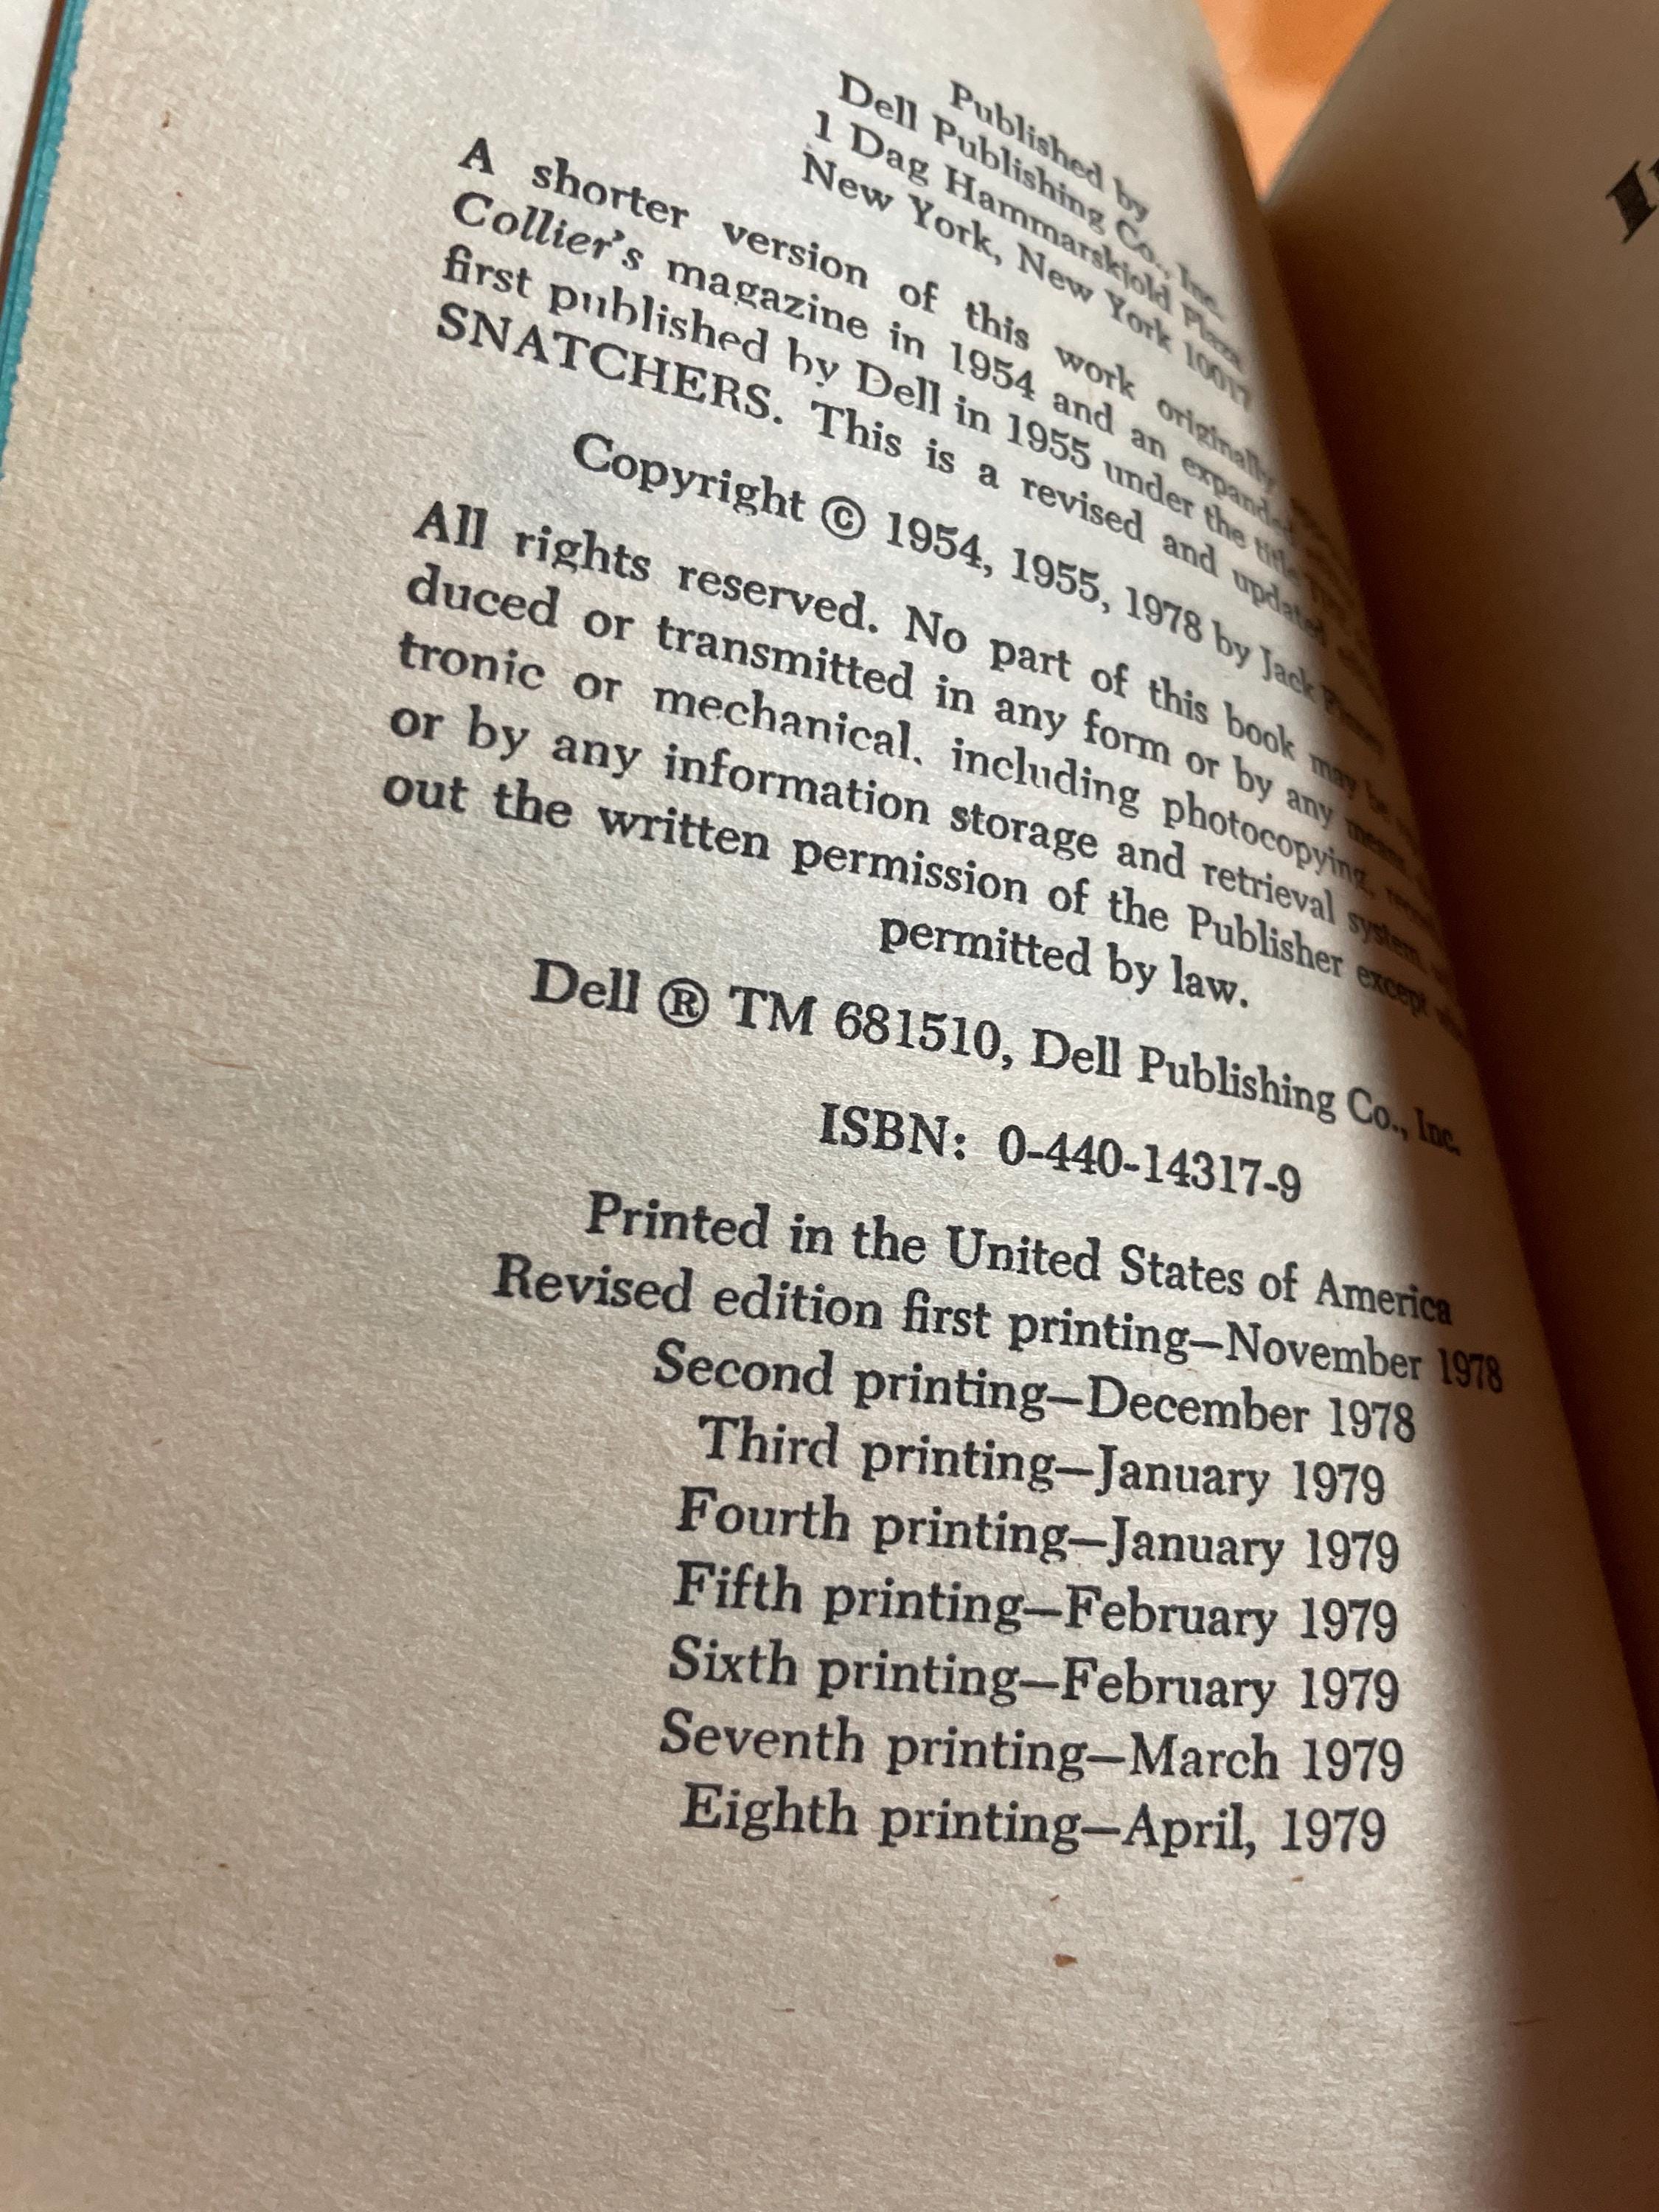 Published by
Dell Publishing Co., Inc.
1 Dag Hammarskjold Plaza
New York, New York 10017
A shorter version of this work originally
Collier's magazine in 1954 and an expanded
first published by Dell in 1955 under the title
SNATCHERS. This is a revised and updated
Copyright © 1954, 1955, 1978 by Jack Finney
All rights reserved. No part of this book may be
duced or transmitted in any form or by any means,
tronic or mechanical, including photocopying,
or by any information storage and retrieval system,
out the written permission of the Publisher except
permitted by law.
Dell ® TM 681510, Dell Publishing Co., Inc.
ISBN: 0-440-14317-9
Printed in the United States of America
Revised edition first printing—November 1978
Second printing—December 1978
Third printing—January 1979
Fourth printing—January 1979
Fifth printing—February 1979
Sixth printing—February 1979
Seventh printing—March 1979
Eighth printing—April, 1979